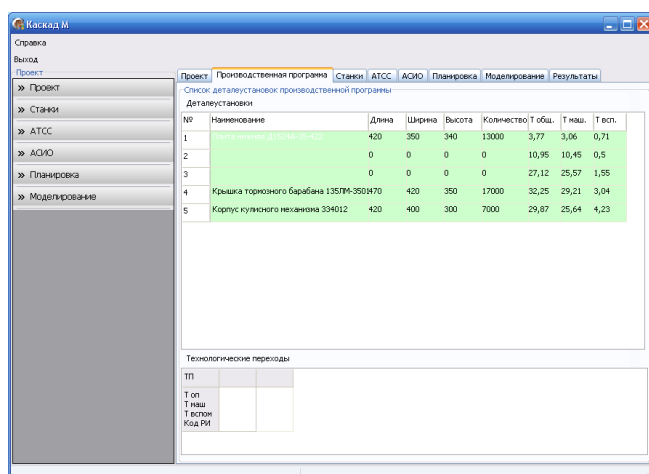 Каскад М
Справка
Выход
Проект
» Проект
» Станки
» АТСС
» АСИО
» Планировка
» Моделирование
Проект Производственная программа Станки АТСС АСИО Планировка Моделирование Результаты
Список деталеустановок производственной программы
Деталеустановки
№ Наименование Длина Ширина Высота Количество Т общ. Т маш. Т всп.
1 420 350 340 13000 3,77 3,06 0,71
2 0 0 0 10,95 10,45 0,5
3 0 0 0 27,12 25,57 1,55
4 Крышка тормозного барабана 135ЛМ-3501 470 420 350 17000 32,25 29,21 3,04
5 Корпус кулисного механизма 334012 420 400 300 7000 29,87 25,64 4,23
Технологические переходы
ТП
Т оп
Т маш
Т вспом
Код РИ